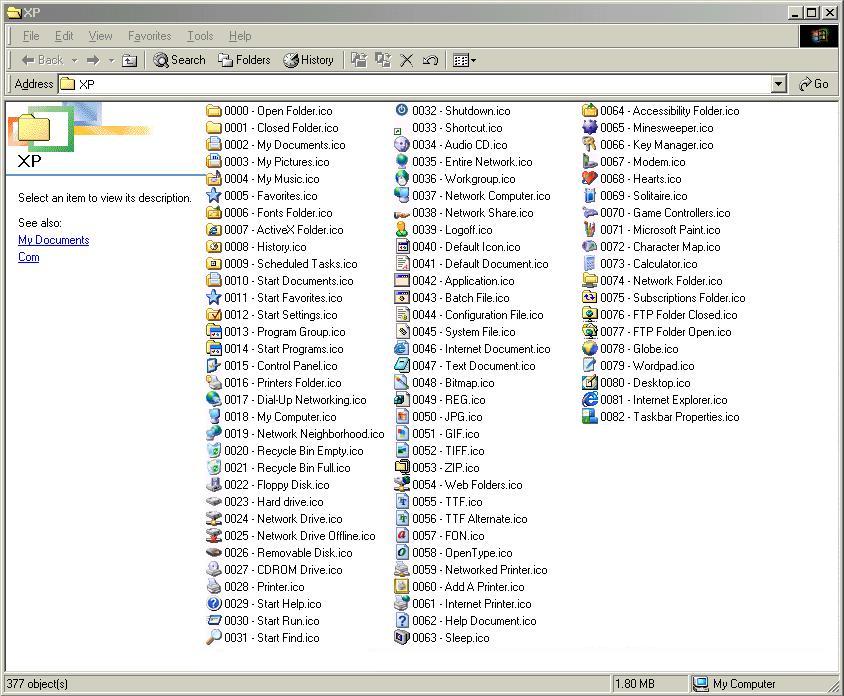 XP
File Edit View Favorites Tools Help
Back Search Folders History
Address XP Go
XP
Select an item to view its description.
See also:
My Documents
Com
0000 - Open Folder.ico
0001 - Closed Folder.ico
0002 - My Documents.ico
0003 - My Pictures.ico
0004 - My Music.ico
0005 - Favorites.ico
0006 - Fonts Folder.ico
0007 - ActiveX Folder.ico
0008 - History.ico
0009 - Scheduled Tasks.ico
0010 - Start Documents.ico
0011 - Start Favorites.ico
0012 - Start Settings.ico
0013 - Program Group.ico
0014 - Start Programs.ico
0015 - Control Panel.ico
0016 - Printers Folder.ico
0017 - Dial-Up Networking.ico
0018 - My Computer.ico
0019 - Network Neighborhood.ico
0020 - Recycle Bin Empty.ico
0021 - Recycle Bin Full.ico
0022 - Floppy Disk.ico
0023 - Hard drive.ico
0024 - Network Drive.ico
0025 - Network Drive Offline.ico
0026 - Removable Disk.ico
0027 - CDROM Drive.ico
0028 - Printer.ico
0029 - Start Help.ico
0030 - Start Run.ico
0031 - Start Find.ico
0032 - Shutdown.ico
0033 - Shortcut.ico
0034 - Audio CD.ico
0035 - Entire Network.ico
0036 - Workgroup.ico
0037 - Network Computer.ico
0038 - Network Share.ico
0039 - Logoff.ico
0040 - Default Icon.ico
0041 - Default Document.ico
0042 - Application.ico
0043 - Batch File.ico
0044 - Configuration File.ico
0045 - System File.ico
0046 - Internet Document.ico
0047 - Text Document.ico
0048 - Bitmap.ico
0049 - REG.ico
0050 - JPG.ico
0051 - GIF.ico
0052 - TIFF.ico
0053 - ZIP.ico
0054 - Web Folders.ico
0055 - TTF.ico
0056 - TTF Alternate.ico
0057 - FON.ico
0058 - OpenType.ico
0059 - Networked Printer.ico
0060 - Add A Printer.ico
0061 - Internet Printer.ico
0062 - Help Document.ico
0063 - Sleep.ico
0064 - Accessibility Folder.ico
0065 - Minesweeper.ico
0066 - Key Manager.ico
0067 - Modem.ico
0068 - Hearts.ico
0069 - Solitaire.ico
0070 - Game Controllers.ico
0071 - Microsoft Paint.ico
0072 - Character Map.ico
0073 - Calculator.ico
0074 - Network Folder.ico
0075 - Subscriptions Folder.ico
0076 - FTP Folder Closed.ico
0077 - FTP Folder Open.ico
0078 - Globe.ico
0079 - Wordpad.ico
0080 - Desktop.ico
0081 - Internet Explorer.ico
0082 - Taskbar Properties.ico
377 object(s) 1.80 MB My Computer